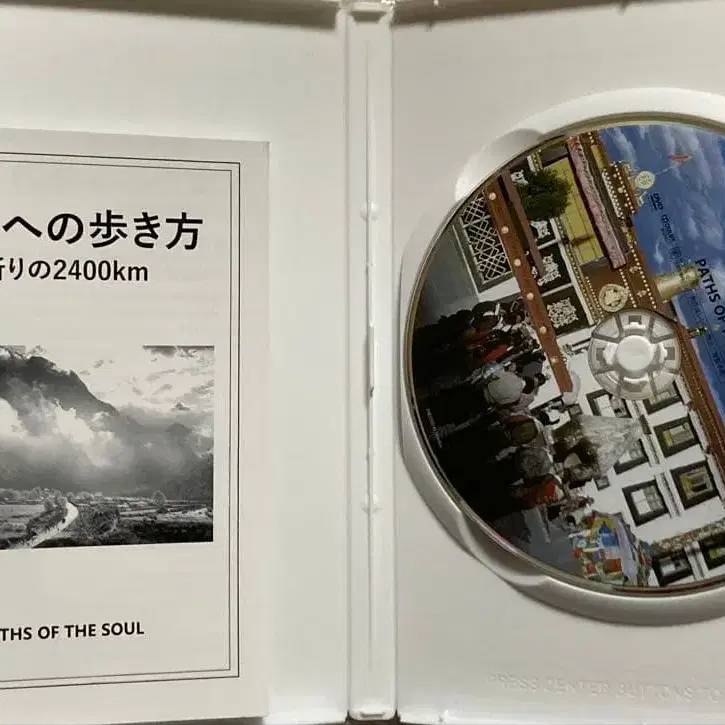 への歩き方
祈りの2400km
THS OF THE SOUL
DVD
PATHS OF
PRESS CENTER BUTTONS TO